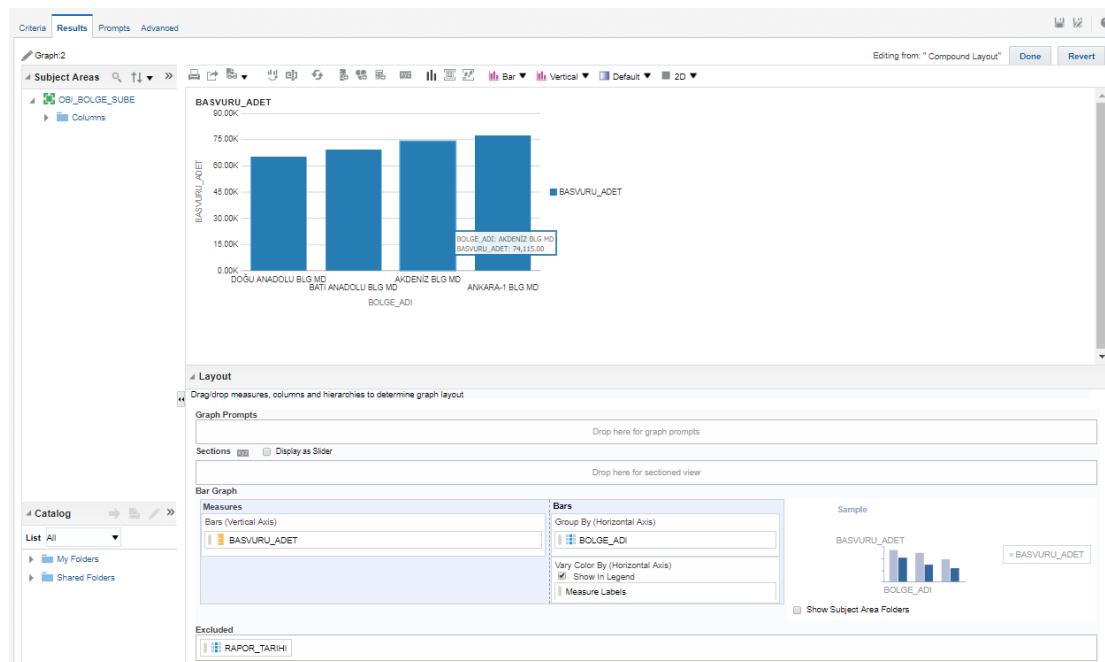 Criteria Results Prompts Advanced
Graph:2
Editing from: " Compound Layout" Done Revert
Subject Areas
OBI_BOLGE_SUBE
Columns
Bar Vertical Default 2D
BASVURU_ADET
90.00K
75.00K
60.00K
45.00K
30.00K
15.00K
0.00K
BASVURU_ADET
BASVURU_ADET
BOLGE_ADI: AKDENİZ BLG MD
BASVURU_ADET: 74,115.00
DOĞU ANADOLU BLG MD
BATI ANADOLU BLG MD
AKDENİZ BLG MD
ANKARA-1 BLG MD
BOLGE_ADI
Layout
Drag/drop measures, columns and hierarchies to determine graph layout
Graph Prompts
Drop here for graph prompts
Sections Display as Slider
Drop here for sectioned view
Bar Graph
Measures
Bars (Vertical Axis)
BASVURU_ADET
Bars
Group By (Horizontal Axis)
BOLGE_ADI
Vary Color By (Horizontal Axis)
Show In Legend
Measure Labels
Sample
BASVURU_ADET
BASVURU_ADET
BOLGE_ADI
Show Subject Area Folders
Excluded
RAPOR_TARIHI
Catalog
List All
My Folders
Shared Folders